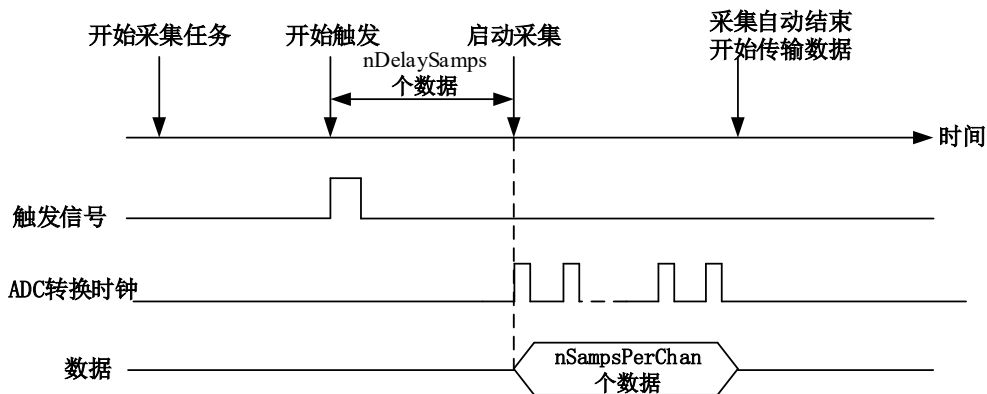 开始采集任务
开始触发
启动采集
采集自动结束
开始传输数据
nDelaySamps
个数据
时间
触发信号
ADC转换时钟
数据
nSampsPerChan
个数据